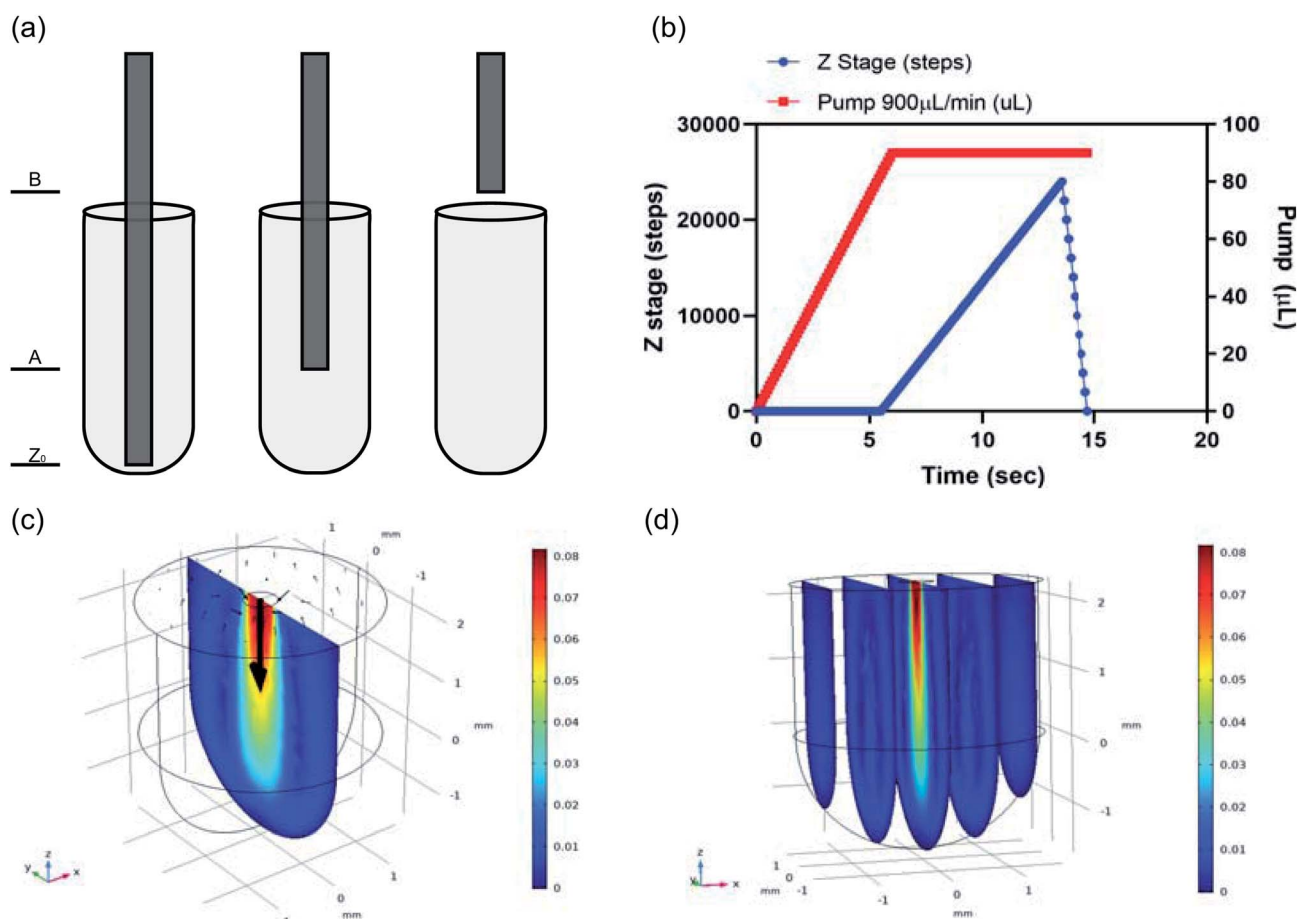 (a)
B
A
Z₀
(b)
Z Stage (steps)
Pump 900μL/min (uL)
30000
20000
10000
0
Z stage (steps)
100
80
60
40
20
0
Pump (μL)
0
5
10
15
20
Time (sec)
(c)
1
mm
0
-1
2
1
mm
0
-1
1
0
mm
0.08
0.07
0.06
0.05
0.04
0.03
0.02
0.01
0
z
y
x
(d)
2
1
mm
0
-1
1
0
mm
-1
0
1
mm
0.08
0.07
0.06
0.05
0.04
0.03
0.02
0.01
0
z
y
x